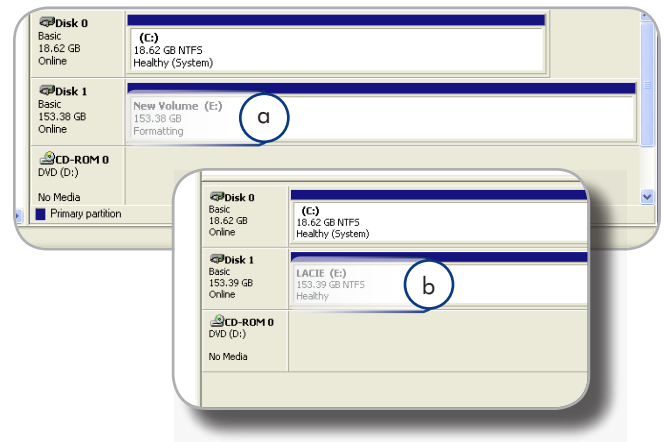 Disk 0
Basic
18.62 GB
Online
(C:)
18.62 GB NTFS
Healthy (System)
Disk 1
Basic
153.38 GB
Online
New Volume (E:)
153.38 GB
Formatting
a
CD-ROM 0
DVD (D:)
No Media
Primary partition
Disk 0
Basic
18.62 GB
Online
(C:)
18.62 GB NTFS
Healthy (System)
Disk 1
Basic
153.39 GB
Online
LACIE (E:)
153.39 GB NTFS
Healthy
b
CD-ROM 0
DVD (D:)
No Media